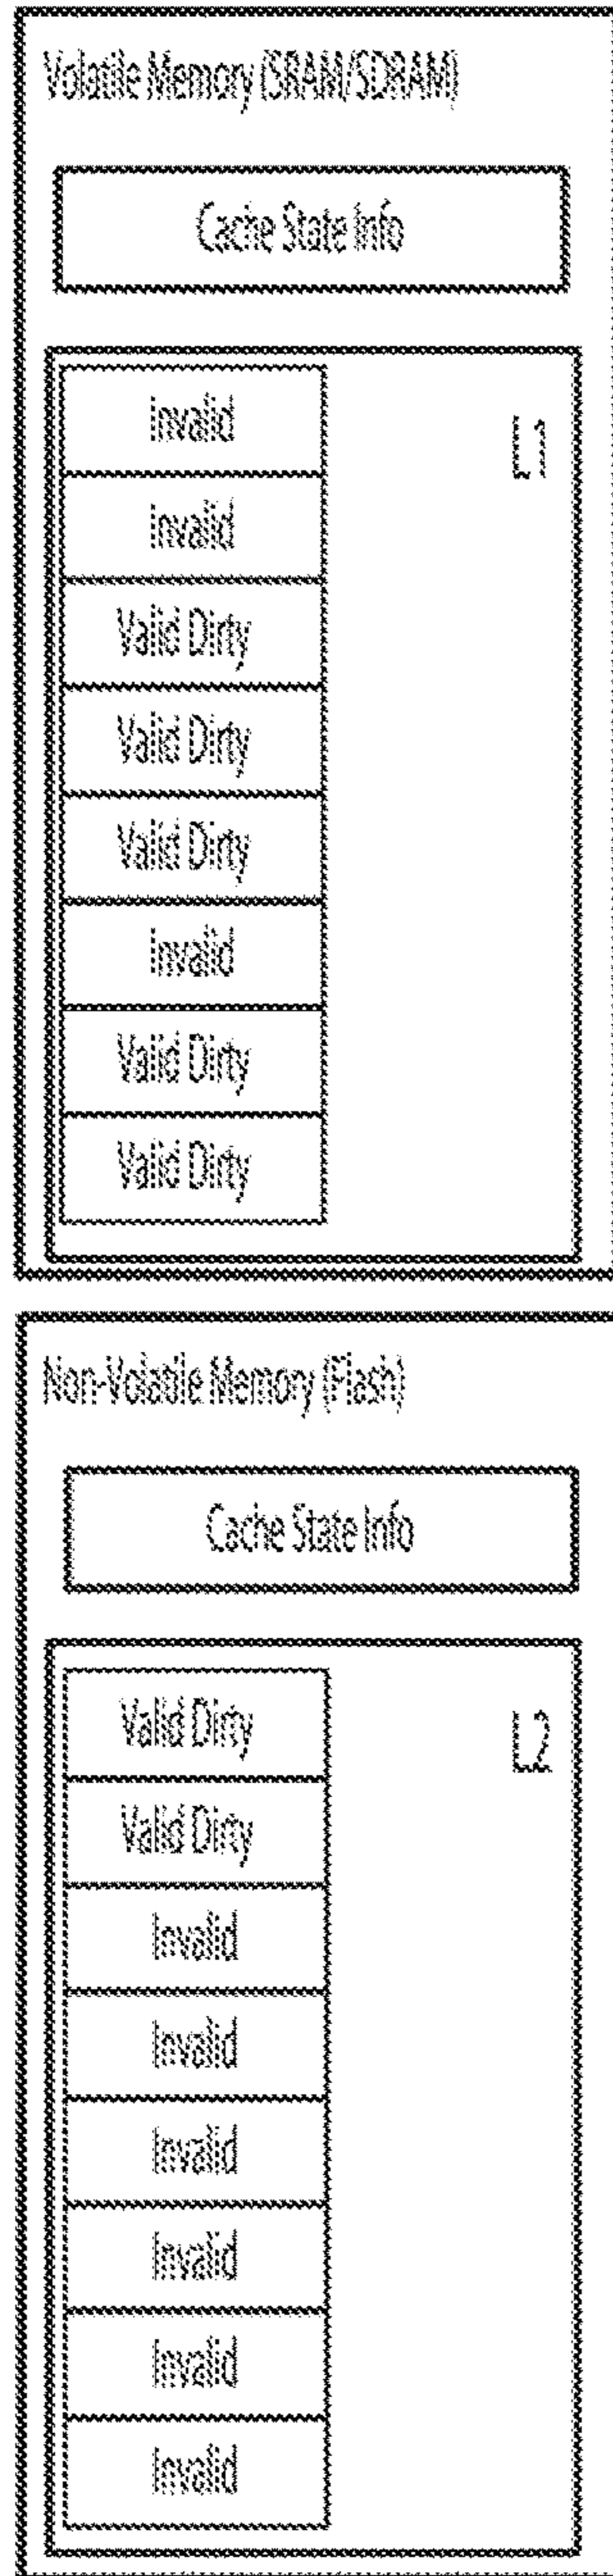 Volatile Memory (SRAM/SDRAM)
Cache State Info
L1
Invalid
Invalid
Valid Dirty
Valid Dirty
Valid Dirty
Invalid
Valid Dirty
Valid Dirty
Non-Volatile Memory (Flash)
Cache State Info
L2
Valid Dirty
Valid Dirty
Invalid
Invalid
Invalid
Invalid
Invalid
Invalid